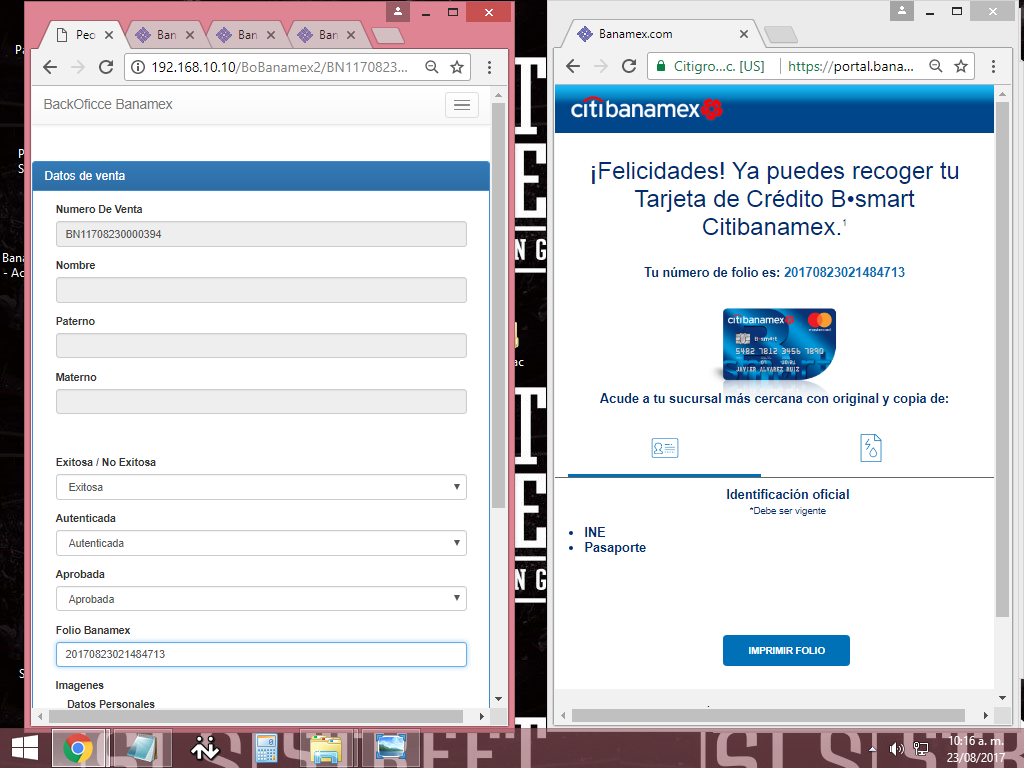 Pec
Ban
Ban
Ban
192.168.10.10/BoBanamex2/BN1170823...
BackOficce Banamex
Datos de venta
Numero De Venta
BN11708230000394
Nombre
Paterno
Materno
Exitosa / No Exitosa
Exitosa
Autenticada
Autenticada
Aprobada
Aprobada
Folio Banamex
20170823021484713
Imagenes
Datos Personales
Banamex.com
Citigro...c. [US]
https://portal.bana...
citibanamex
¡Felicidades! Ya puedes recoger tu
Tarjeta de Crédito B•smart
Citibanamex.1
Tu número de folio es: 20170823021484713
citibanamex
mastercard
B·smart
5482 7812 3456 7890
JAVIER ALVAREZ RUIZ
Acude a tu sucursal más cercana con original y copia de:
Identificación oficial
*Debe ser vigente
• INE
• Pasaporte
IMPRIMIR FOLIO
10:16 a. m.
23/08/2017